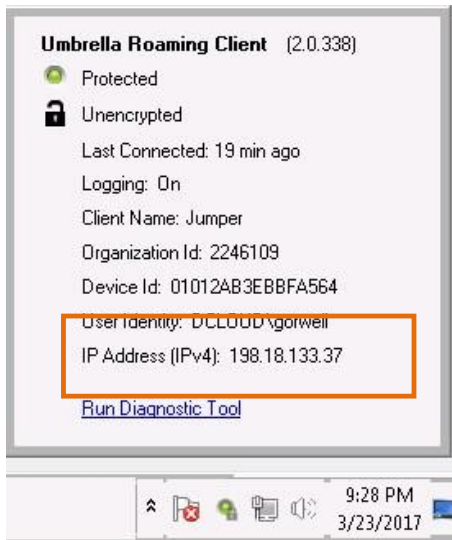 Umbrella Roaming Client (2.0.338)
Protected
Unencrypted
Last Connected: 19 min ago
Logging: On
Client Name: Jumper
Organization Id: 2246109
Device Id: 01012AB3EBBFA564
User Identity: DCLOUD\gorwell
IP Address (IPv4): 198.18.133.37
Run Diagnostic Tool
9:28 PM
3/23/2017